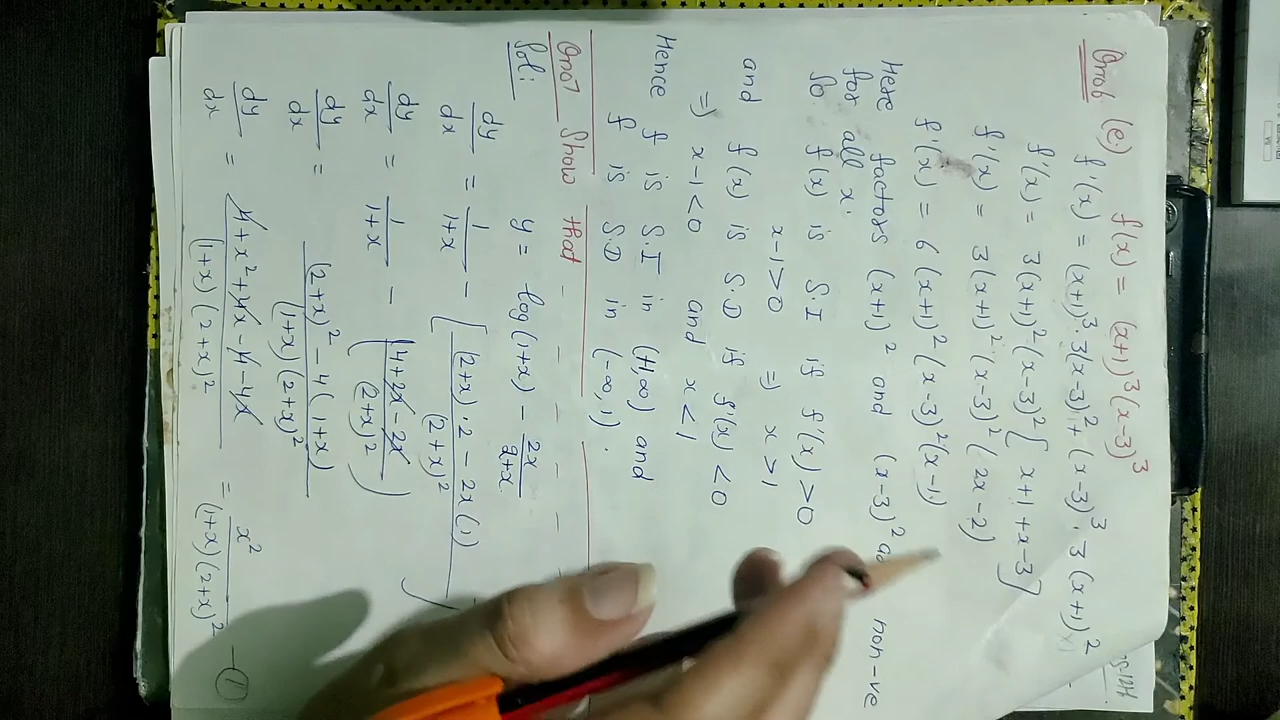 Qno6 (e.) f(x) = (x+1)³(x-3)³
f'(x) = (x+1)³·3(x-3)² + (x-3)³·3(x+1)²
f'(x) = 3(x+1)²(x-3)²[x+1+x-3]
f'(x) = 3(x+1)²(x-3)²(2x-2)
f'(x) = 6(x+1)²(x-3)²(x-1)
Here factors (x+1)² and (x-3)² non-ve
for all x.
So f(x) is S.I if f'(x) > 0
x-1>0 ⇒ x>1
and f(x) is S.D if f'(x) < 0
⇒ x-1<0 and x<1
Hence f is S.I in (1,∞) and
f is S.D in (-∞,1).
Qno7 Show that - - - - -
Sol: y = log(1+x) - 2x/2+x
dy/dx = 1/1+x - [(2+x)·2 - 2x(1)/(2+x)²]
dy/dx = 1/1+x - (4+2x-2x/(2+x)²)
dy/dx = (2+x)² - 4(1+x)/(1+x)(2+x)²
dy/dx = 4+x²+4x-4-4x/(1+x)(2+x)² = x²/(1+x)(2+x)² —①